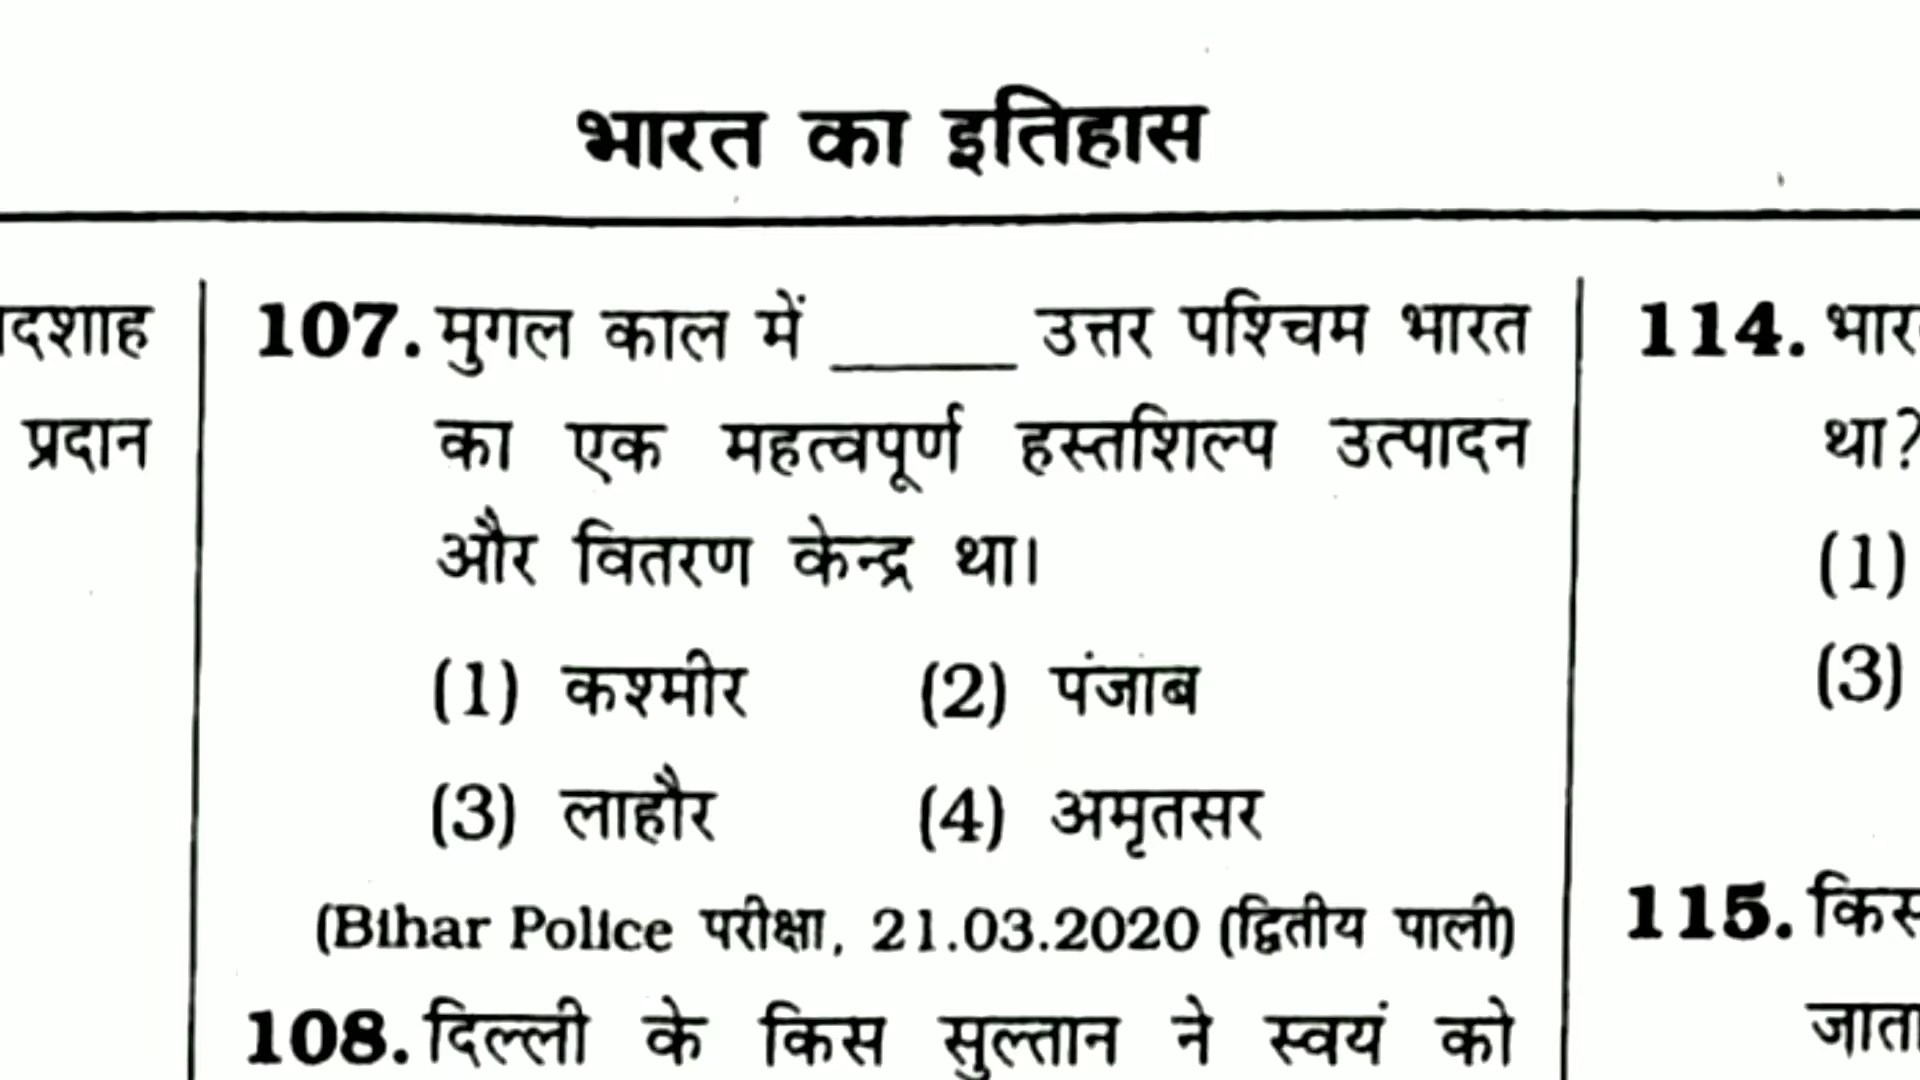 भारत का इतिहास
प्रदान
107. मुगल काल में _____ उत्तर पश्चिम भारत
का एक महत्वपूर्ण हस्तशिल्प उत्पादन
और वितरण केन्द्र था।
(1) कश्मीर (2) पंजाब
(3) लाहौर (4) अमृतसर
(Bihar Police परीक्षा, 21.03.2020 (द्वितीय पाली)
108. दिल्ली के किस सुल्तान ने स्वयं को
114.
था?
(1)
(3)
115. किस
जाता